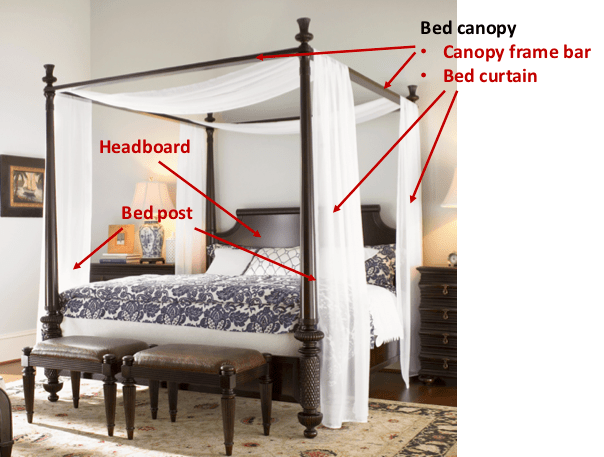 Bed canopy
• Canopy frame bar
• Bed curtain
Headboard
Bed post